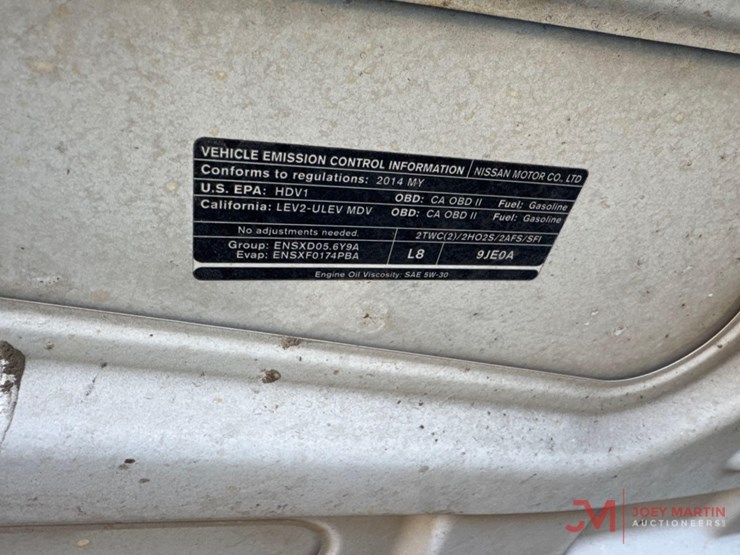 VEHICLE EMISSION CONTROL INFORMATION NISSAN MOTOR CO., LTD
Conforms to regulations: 2014 MY
U.S. EPA: HDV1 OBD: CA OBD II Fuel: Gasoline
California: LEV2-ULEV MDV OBD: CA OBD II Fuel: Gasoline
No adjustments needed. 2TWC(2)/2HO2S/2AFS/SFI
Group: ENSXD05.6Y9A
Evap: ENSXF0174PBA L8 9JE0A
Engine Oil Viscosity: SAE 5W-30
JM JOEY MARTIN
AUCTIONEERS!